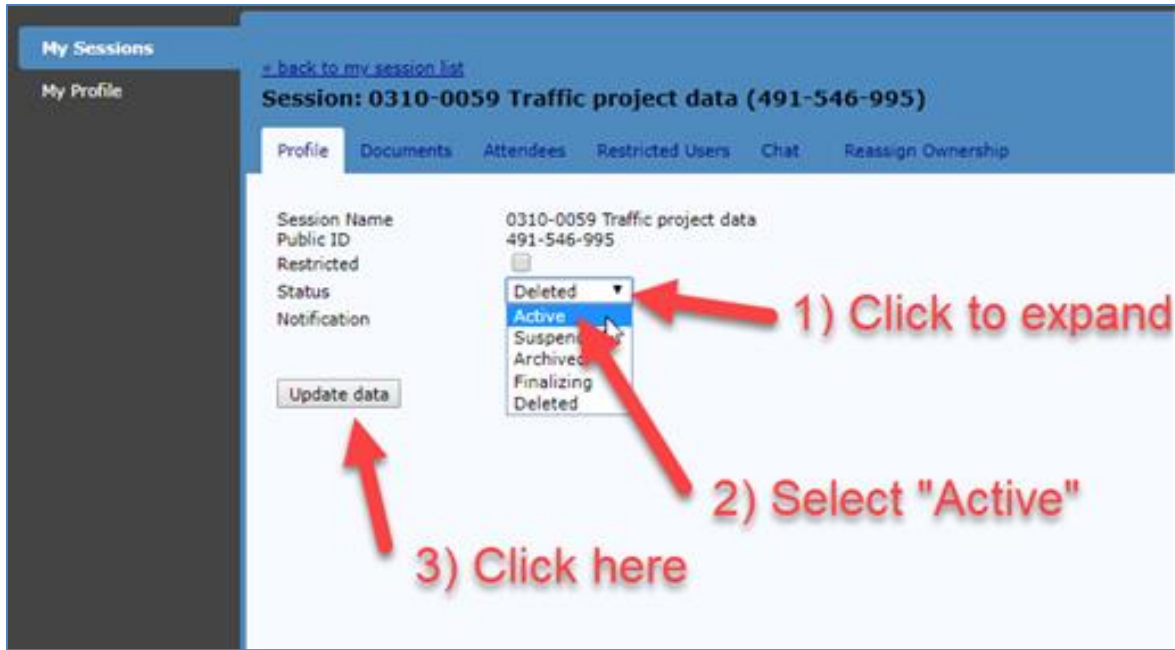 My Sessions
My Profile
« back to my session list
Session: 0310-0059 Traffic project data (491-546-995)
Profile Documents Attendees Restricted Users Chat Reassign Ownership
Session Name 0310-0059 Traffic project data
Public ID 491-546-995
Restricted
Status Deleted
Notification
Active
Archived
Finalizing
Deleted
Update data
1) Click to expand
2) Select "Active"
3) Click here